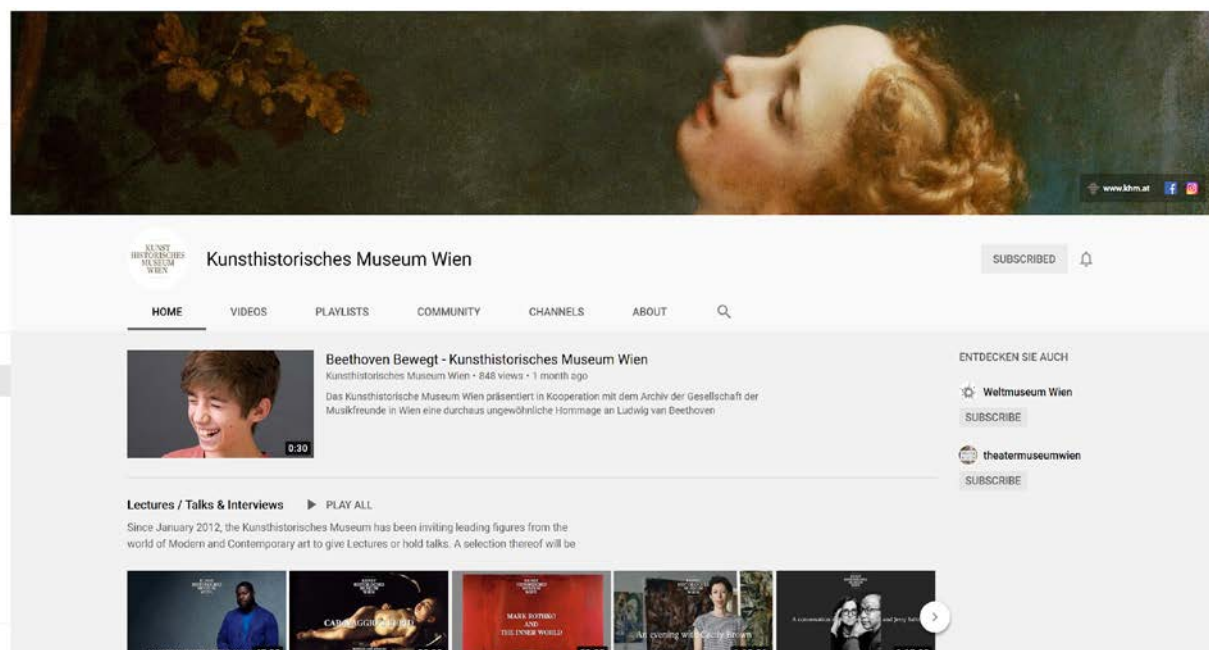 www.khm.at
KUNST
HISTORISCHES
MUSEUM
WIEN
Kunsthistorisches Museum Wien
SUBSCRIBED
HOME VIDEOS PLAYLISTS COMMUNITY CHANNELS ABOUT
Beethoven Bewegt - Kunsthistorisches Museum Wien
Kunsthistorisches Museum Wien • 848 views • 1 month ago
Das Kunsthistorische Museum Wien präsentiert in Kooperation mit dem Archiv der Gesellschaft der
Musikfreunde in Wien eine durchaus ungewöhnliche Hommage an Ludwig van Beethoven
0:30
ENTDECKEN SIE AUCH
Weltmuseum Wien
SUBSCRIBE
theatermuseumwien
SUBSCRIBE
Lectures / Talks & Interviews PLAY ALL
Since January 2012, the Kunsthistorisches Museum has been inviting leading figures from the
world of Modern and Contemporary art to give Lectures or hold talks. A selection thereof will be
MARK ROTHKO
AND
THE INNER WORLD
An evening with Cecily Brown
A conversation and Jerry